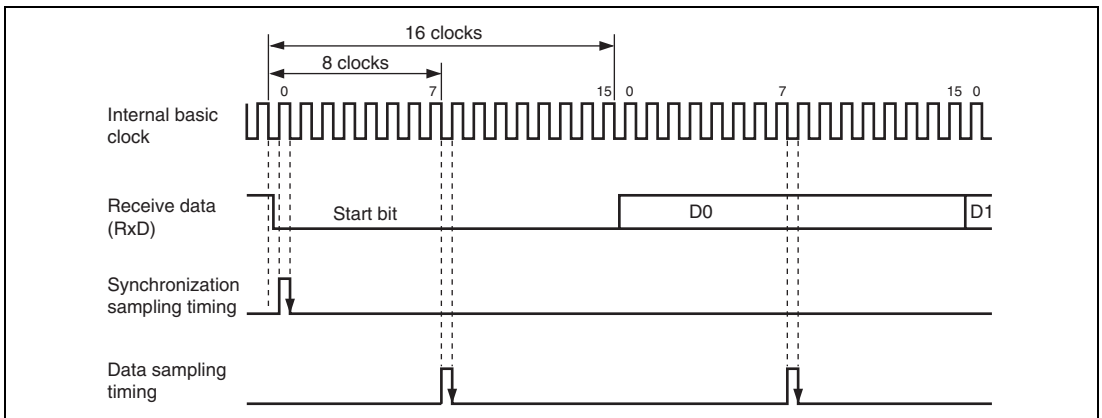 16 clocks
8 clocks
0 7 15 0 7 15 0
Internal basic
clock
Receive data
(RxD)
Start bit D0 D1
Synchronization
sampling timing
Data sampling
timing